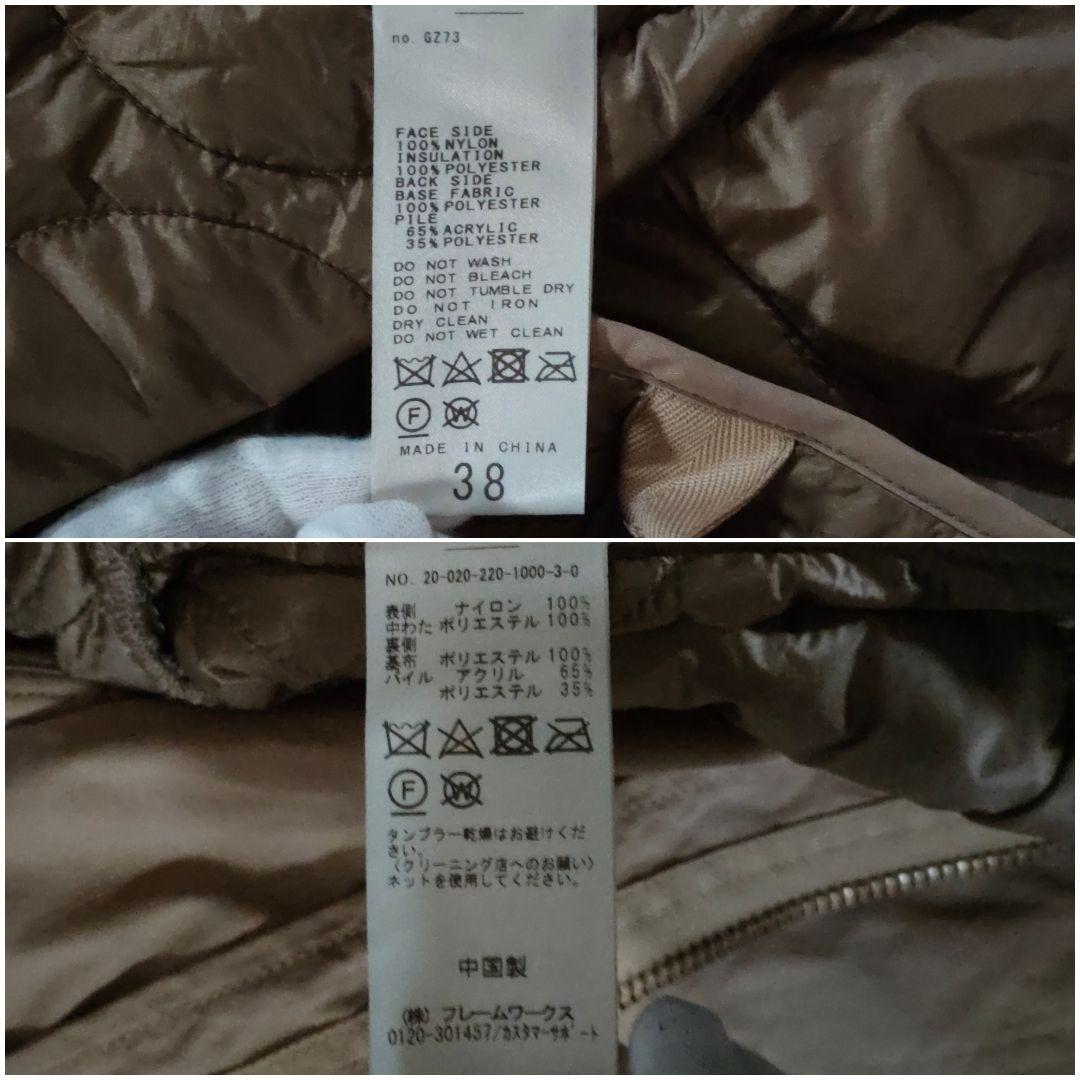 no. GZ73
FACE SIDE
100%NYLON
INSULATION
100%POLYESTER
BACK SIDE
BASE FABRIC
100%POLYESTER
PILE
65%ACRYLIC
35%POLYESTER
DO NOT WASH
DO NOT BLEACH
DO NOT TUMBLE DRY
DO NOT IRON
DRY CLEAN
DO NOT WET CLEAN
F W
MADE IN CHINA
38
NO. 20-020-220-1000-3-0
表側 ナイロン 100%
中わた ポリエステル 100%
裏側
基布 ポリエステル 100%
パイル アクリル 65%
ポリエステル 35%
F W
タンブラー乾燥はお避けくだ
さい。
〈クリーニング店へのお願い〉
ネットを使用してください。
中国製
(株) フレームワークス
0120-301457/カスタマーサポート